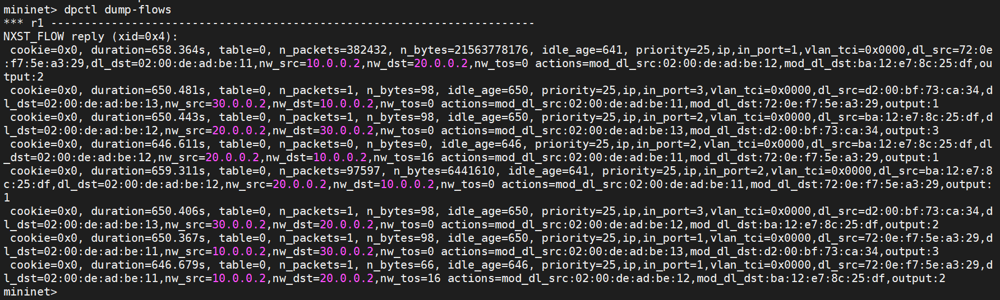 mininet> dpctl dump-flows
*** r1 ------------------------------------------------------------------------
NXST_FLOW reply (xid=0x4):
 cookie=0x0, duration=658.364s, table=0, n_packets=382432, n_bytes=21563778176, idle_age=641, priority=25,ip,in_port=1,vlan_tci=0x0000,dl_src=72:0e
:f7:5e:a3:29,dl_dst=02:00:de:ad:be:11,nw_src=10.0.0.2,nw_dst=20.0.0.2,nw_tos=0 actions=mod_dl_src:02:00:de:ad:be:12,mod_dl_dst:ba:12:e7:8c:25:df,ou
tput:2
 cookie=0x0, duration=650.481s, table=0, n_packets=1, n_bytes=98, idle_age=650, priority=25,ip,in_port=3,vlan_tci=0x0000,dl_src=d2:00:bf:73:ca:34,d
l_dst=02:00:de:ad:be:13,nw_src=30.0.0.2,nw_dst=10.0.0.2,nw_tos=0 actions=mod_dl_src:02:00:de:ad:be:11,mod_dl_dst:72:0e:f7:5e:a3:29,output:1
 cookie=0x0, duration=650.443s, table=0, n_packets=1, n_bytes=98, idle_age=650, priority=25,ip,in_port=2,vlan_tci=0x0000,dl_src=ba:12:e7:8c:25:df,d
l_dst=02:00:de:ad:be:12,nw_src=20.0.0.2,nw_dst=30.0.0.2,nw_tos=0 actions=mod_dl_src:02:00:de:ad:be:13,mod_dl_dst:d2:00:bf:73:ca:34,output:3
 cookie=0x0, duration=646.611s, table=0, n_packets=0, n_bytes=0, idle_age=646, priority=25,ip,in_port=2,vlan_tci=0x0000,dl_src=ba:12:e7:8c:25:df,dl
_dst=02:00:de:ad:be:12,nw_src=20.0.0.2,nw_dst=10.0.0.2,nw_tos=16 actions=mod_dl_src:02:00:de:ad:be:11,mod_dl_dst:72:0e:f7:5e:a3:29,output:1
 cookie=0x0, duration=659.311s, table=0, n_packets=97597, n_bytes=6441610, idle_age=641, priority=25,ip,in_port=2,vlan_tci=0x0000,dl_src=ba:12:e7:8
c:25:df,dl_dst=02:00:de:ad:be:12,nw_src=20.0.0.2,nw_dst=10.0.0.2,nw_tos=0 actions=mod_dl_src:02:00:de:ad:be:11,mod_dl_dst:72:0e:f7:5e:a3:29,output:
1
 cookie=0x0, duration=650.406s, table=0, n_packets=1, n_bytes=98, idle_age=650, priority=25,ip,in_port=3,vlan_tci=0x0000,dl_src=d2:00:bf:73:ca:34,d
l_dst=02:00:de:ad:be:13,nw_src=30.0.0.2,nw_dst=20.0.0.2,nw_tos=0 actions=mod_dl_src:02:00:de:ad:be:12,mod_dl_dst:ba:12:e7:8c:25:df,output:2
 cookie=0x0, duration=650.367s, table=0, n_packets=1, n_bytes=98, idle_age=650, priority=25,ip,in_port=1,vlan_tci=0x0000,dl_src=72:0e:f7:5e:a3:29,d
l_dst=02:00:de:ad:be:11,nw_src=10.0.0.2,nw_dst=30.0.0.2,nw_tos=0 actions=mod_dl_src:02:00:de:ad:be:13,mod_dl_dst:d2:00:bf:73:ca:34,output:3
 cookie=0x0, duration=646.679s, table=0, n_packets=1, n_bytes=66, idle_age=646, priority=25,ip,in_port=1,vlan_tci=0x0000,dl_src=72:0e:f7:5e:a3:29,d
l_dst=02:00:de:ad:be:11,nw_src=10.0.0.2,nw_dst=20.0.0.2,nw_tos=16 actions=mod_dl_src:02:00:de:ad:be:12,mod_dl_dst:ba:12:e7:8c:25:df,output:2
mininet>